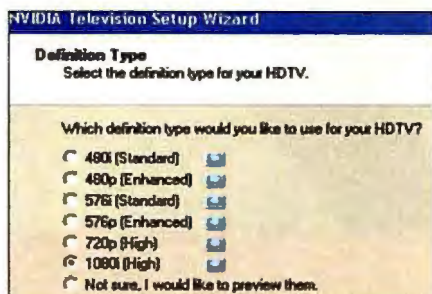 NVIDIA Television Setup Wizard
Definition Type
Select the definition type for your HDTV.
Which definition type would you like to use for your HDTV?
480i (Standard)
480p (Enhanced)
576i (Standard)
576p (Enhanced)
720p (High)
1080i (High)
Not sure, I would like to preview them.